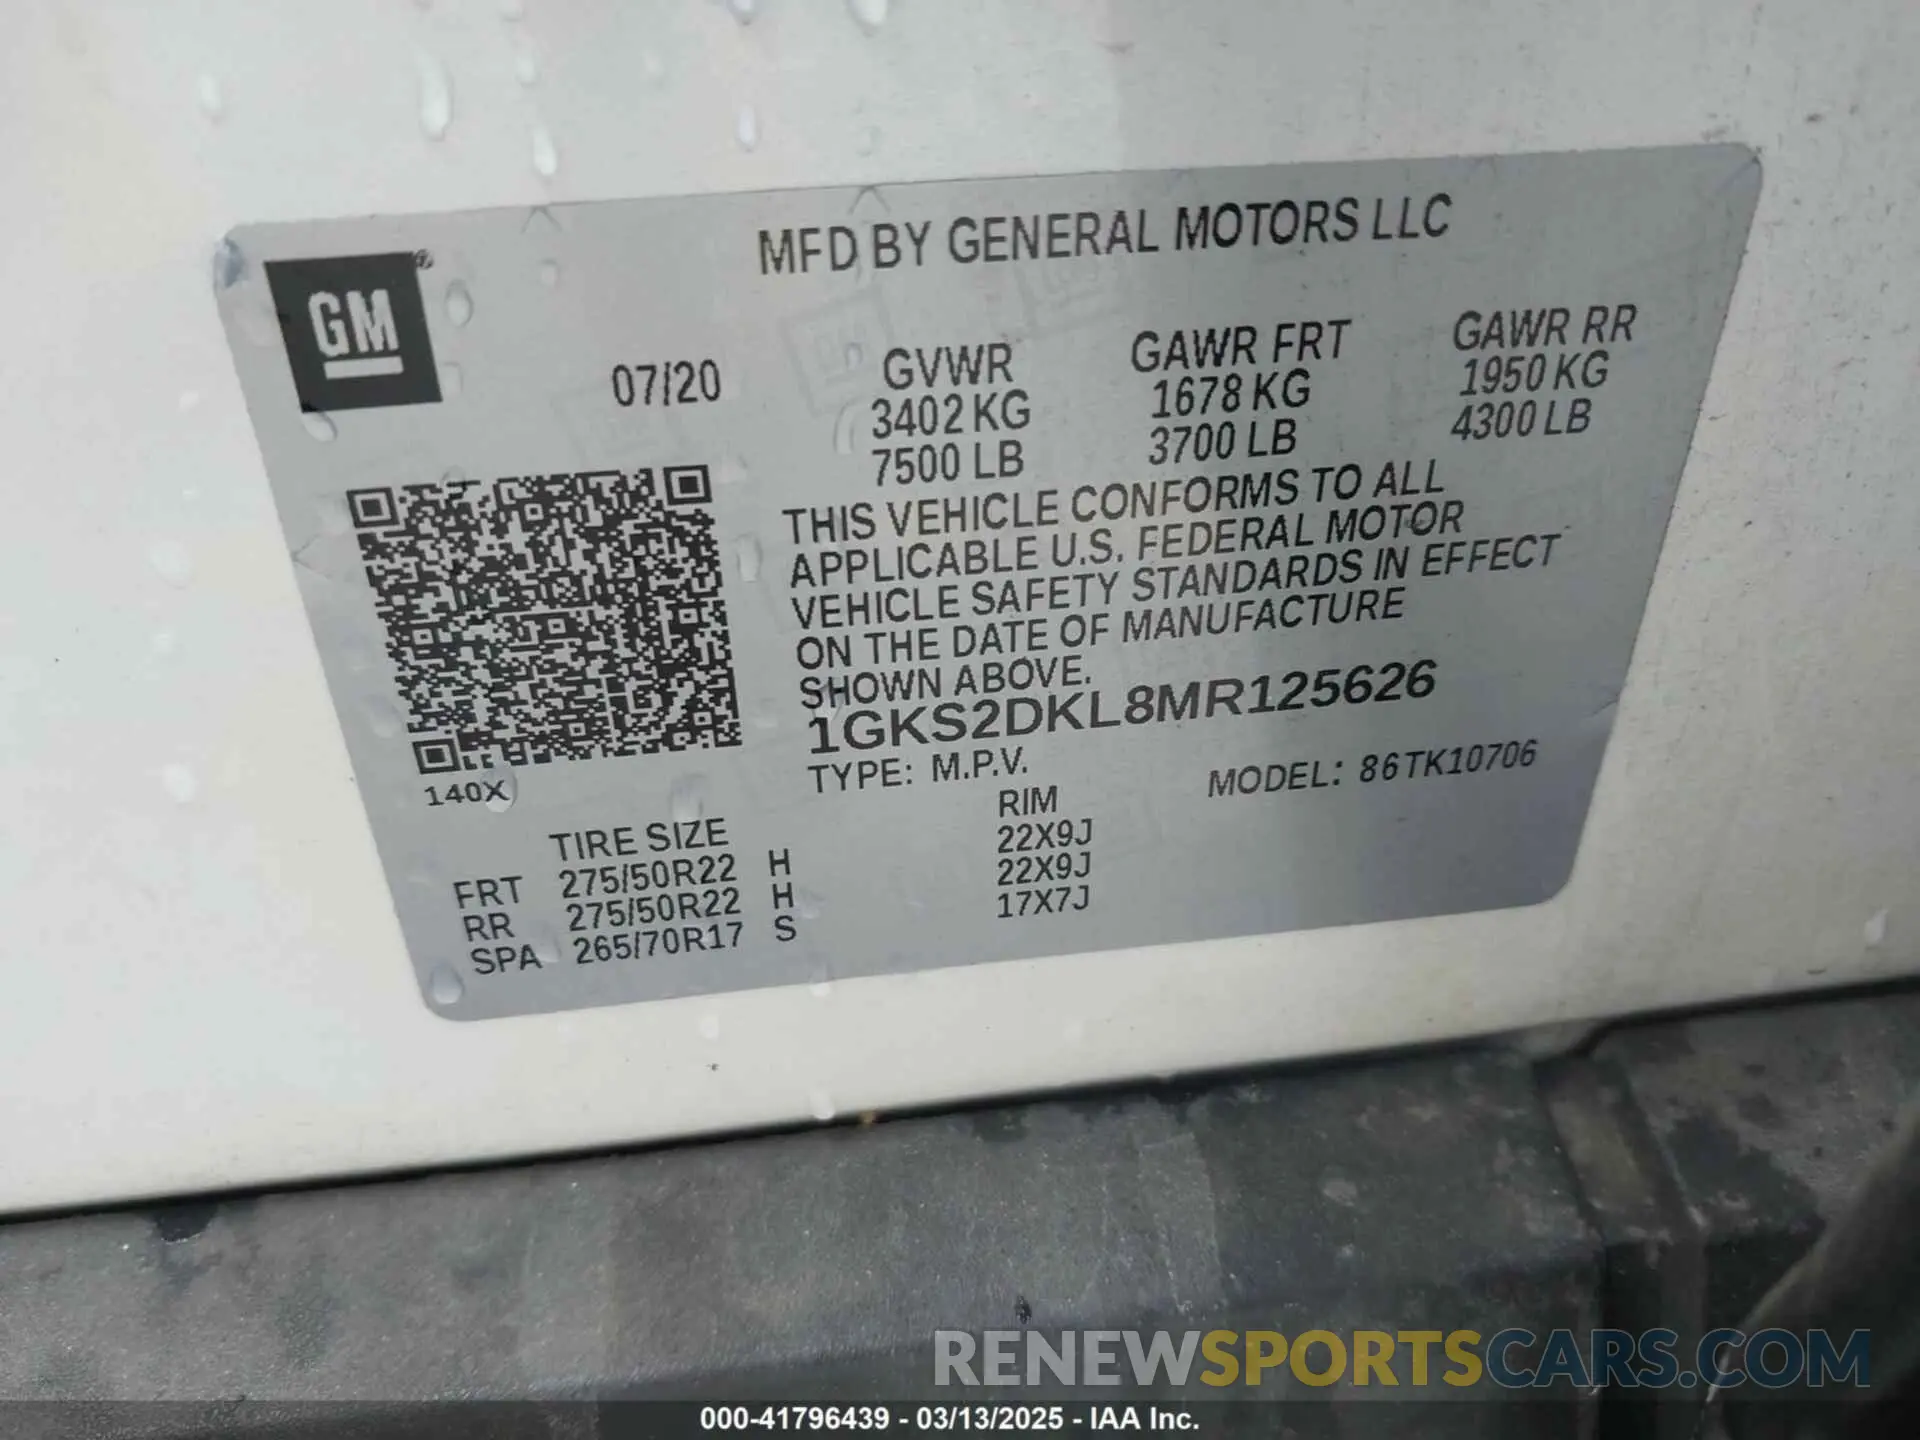 MFD BY GENERAL MOTORS LLC
GM®
07/20
GVWR
3402 KG
7500 LB
GAWR FRT
1678 KG
3700 LB
GAWR RR
1950 KG
4300 LB
THIS VEHICLE CONFORMS TO ALL
APPLICABLE U.S. FEDERAL MOTOR
VEHICLE SAFETY STANDARDS IN EFFECT
ON THE DATE OF MANUFACTURE
SHOWN ABOVE.
1GKS2DKL8MR125626
TYPE: M.P.V.
MODEL: 86TK10706
140X
TIRE SIZE RIM
FRT 275/50R22 H 22X9J
RR 275/50R22 H 22X9J
SPA 265/70R17 S 17X7J
RENEWSPORTSCARS.COM
000-41796439 - 03/13/2025 - IAA Inc.